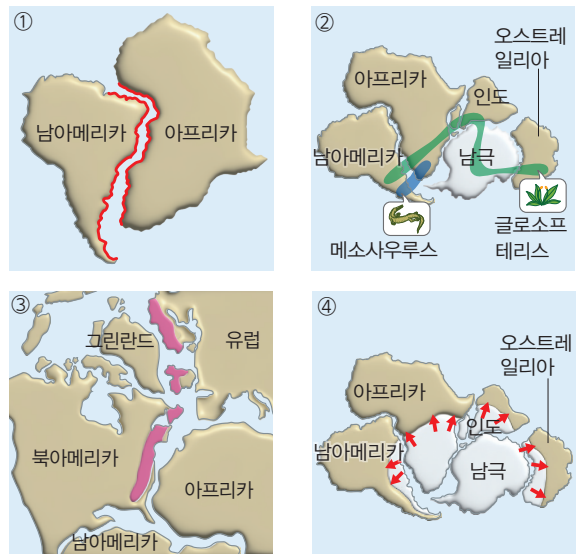 ①
남아메리카
아프리카
②
오스트레
일리아
아프리카
인도
남아메리카
남극
메소사우루스
글로소프
테리스
③
그린란드
유럽
북아메리카
아프리카
남아메리카
④
오스트레
일리아
아프리카
인도
남아메리카
남극